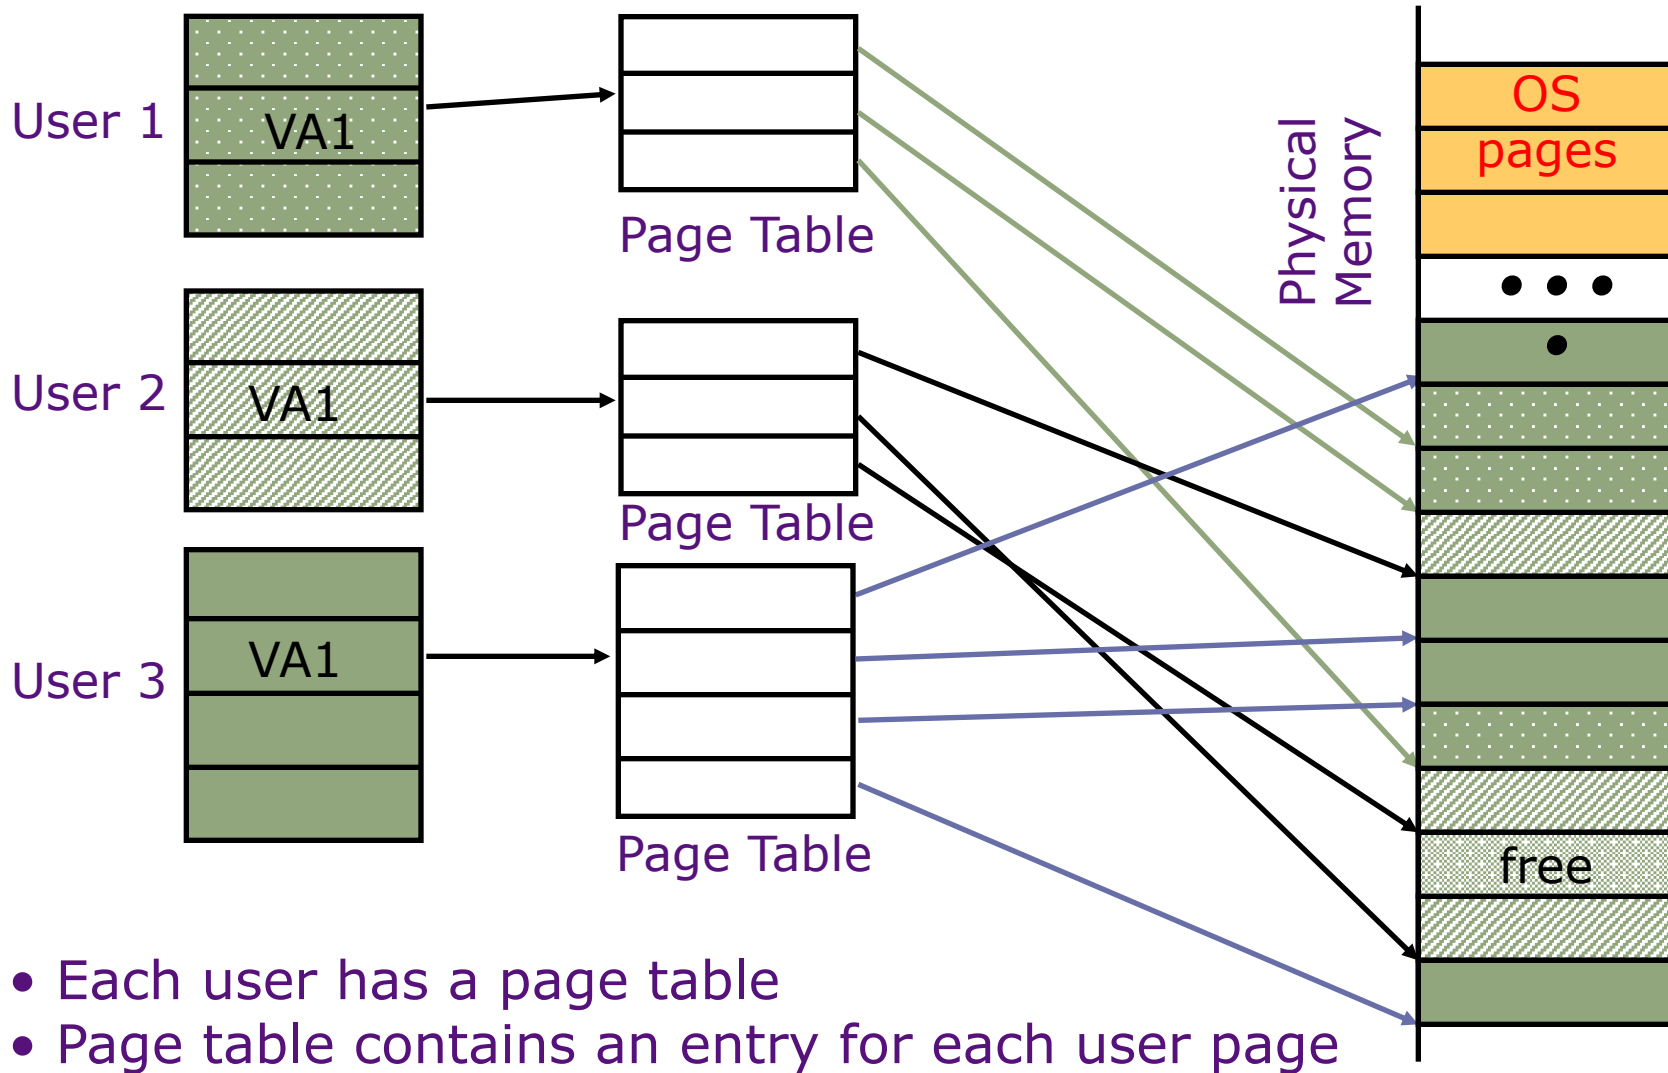 User 1
VA1
Page Table
User 2
VA1
Page Table
User 3
VA1
Page Table
Physical
Memory
OS
pages
• • •
•
free
• Each user has a page table
• Page table contains an entry for each user page